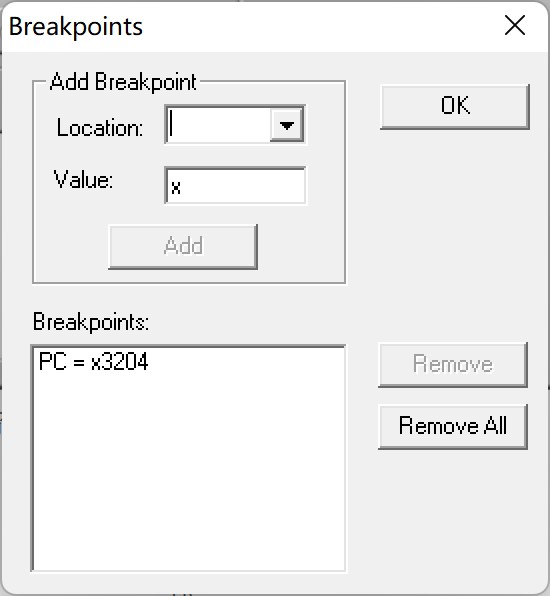 Breakpoints
Add Breakpoint
Location:
OK
Value:
x
Add
Breakpoints:
PC = x3204
Remove
Remove All